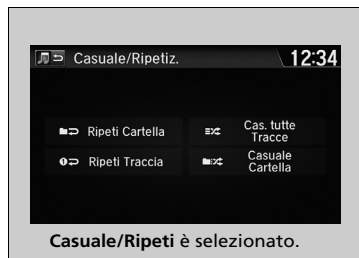 Casuale/Ripetiz.
12:34
Ripeti Cartella
Cas. tutte
Tracce
Ripeti Traccia
Casuale
Cartella
Casuale/Ripeti è selezionato.